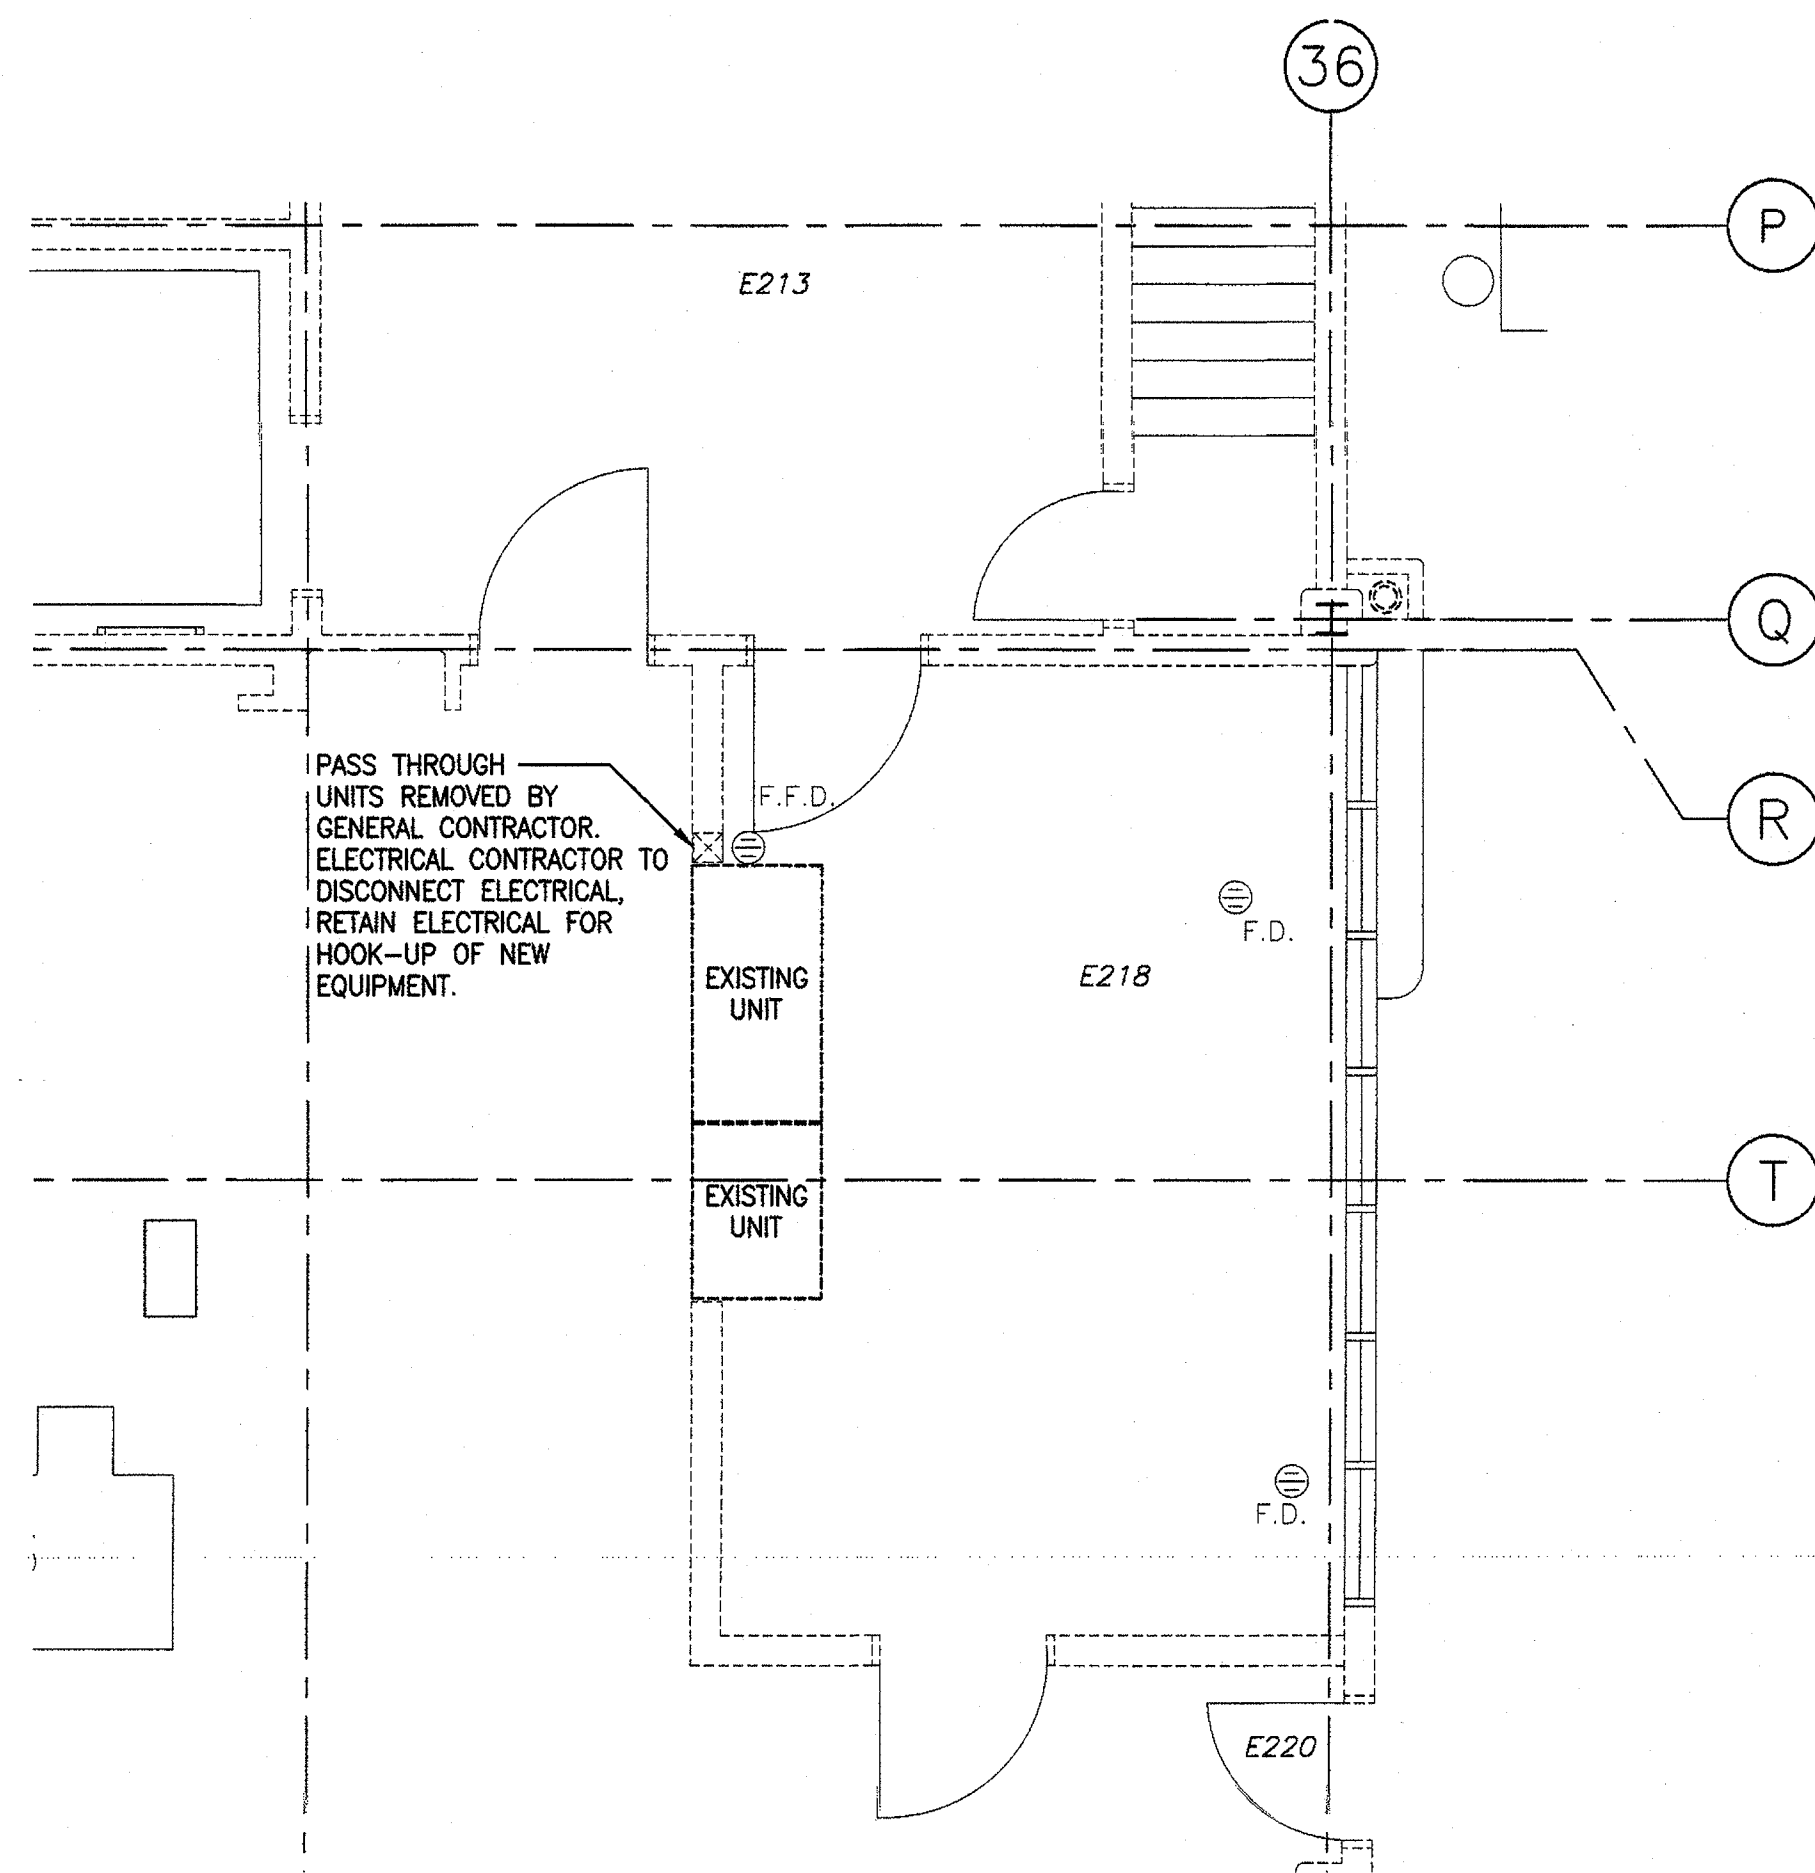 36
P
E213
Q
PASS THROUGH
UNITS REMOVED BY
GENERAL CONTRACTOR.
ELECTRICAL CONTRACTOR TO
DISCONNECT ELECTRICAL,
RETAIN ELECTRICAL FOR
HOOK-UP OF NEW
EQUIPMENT.
F.F.D.
R
F.D.
E218
EXISTING
UNIT
T
EXISTING
UNIT
F.D.
E220